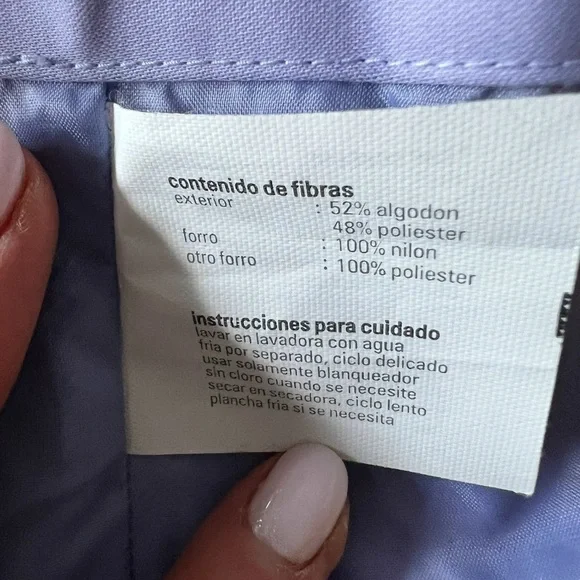 contenido de fibras
exterior : 52% algodon
48% poliester
forro : 100% nilon
otro forro : 100% poliester
instrucciones para cuidado
lavar en lavadora con agua
fria por separado, ciclo delicado
usar solamente blanqueador
sin cloro cuando se necesite
secar en secadora, ciclo lento
plancha fria si se necesita